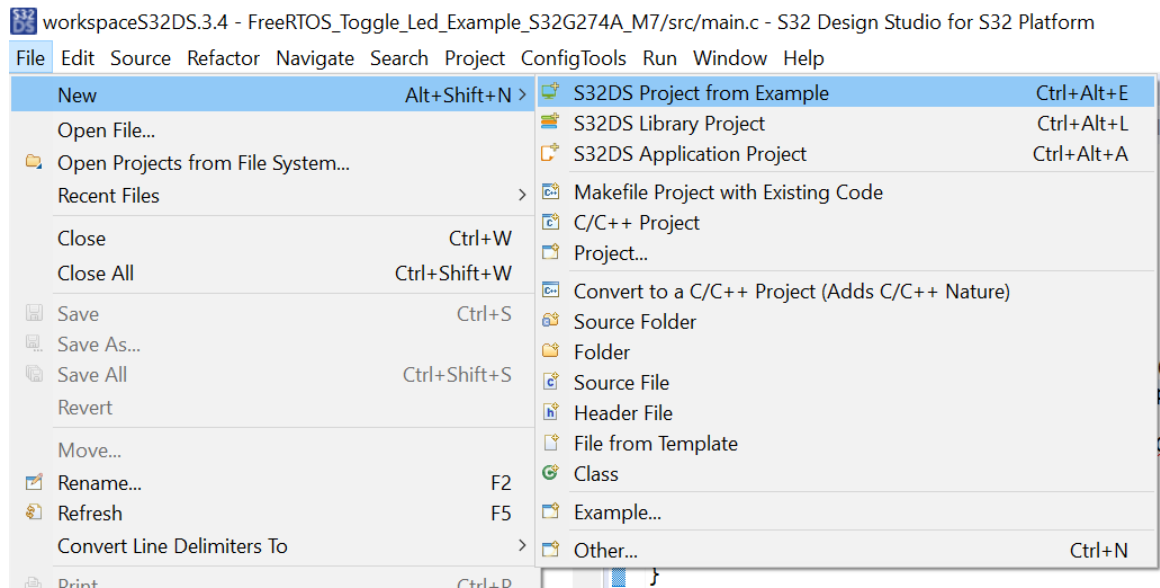 S32 DS workspaceS32DS.3.4 - FreeRTOS_Toggle_Led_Example_S32G274A_M7/src/main.c - S32 Design Studio for S32 Platform
File Edit Source Refactor Navigate Search Project ConfigTools Run Window Help
New Alt+Shift+N >
Open File...
Open Projects from File System...
Recent Files >
Close Ctrl+W
Close All Ctrl+Shift+W
Save Ctrl+S
Save As...
Save All Ctrl+Shift+S
Revert
Move...
Rename... F2
Refresh F5
Convert Line Delimiters To >
Print... Ctrl+P
S32DS Project from Example Ctrl+Alt+E
S32DS Library Project Ctrl+Alt+L
S32DS Application Project Ctrl+Alt+A
Makefile Project with Existing Code
C/C++ Project
Project...
Convert to a C/C++ Project (Adds C/C++ Nature)
Source Folder
Folder
Source File
Header File
File from Template
Class
Example...
Other... Ctrl+N
}